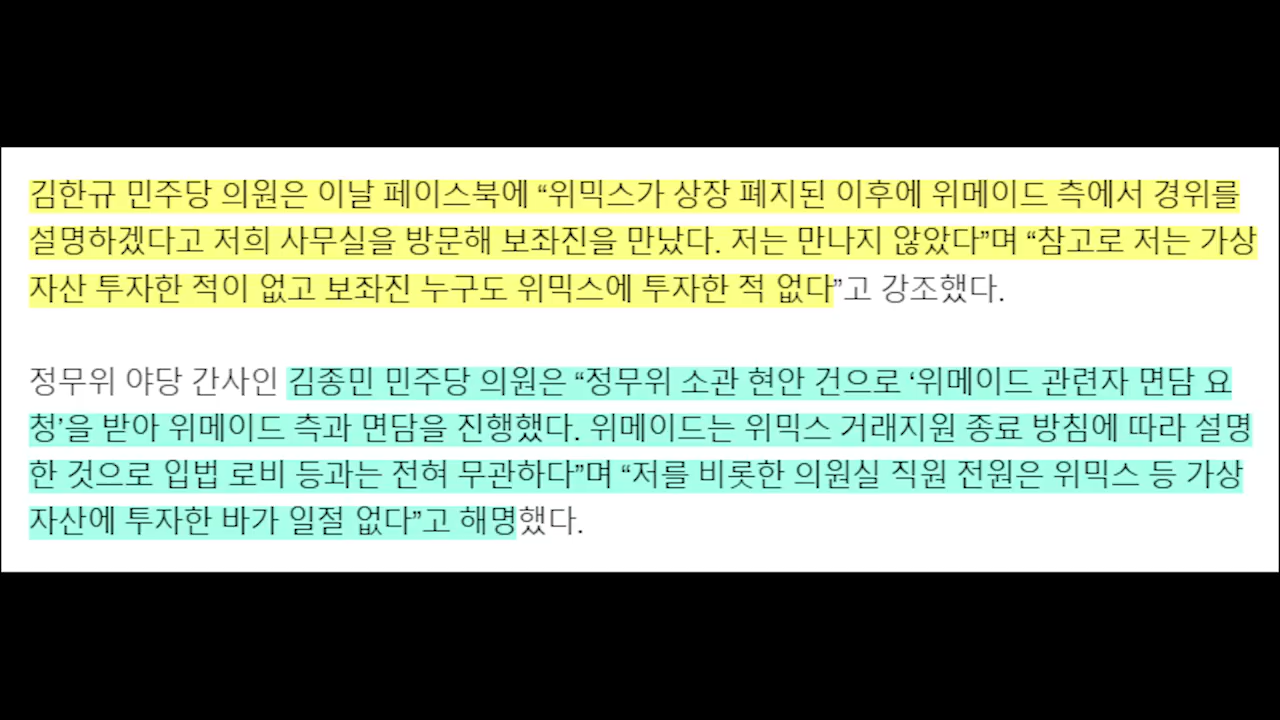 김한규 민주당 의원은 이날 페이스북에 “위믹스가 상장 폐지된 이후에 위메이드 측에서 경위를
설명하겠다고 저희 사무실을 방문해 보좌진을 만났다. 저는 만나지 않았다”며 “참고로 저는 가상
자산 투자한 적이 없고 보좌진 누구도 위믹스에 투자한 적 없다”고 강조했다.
정무위 야당 간사인 김종민 민주당 의원은 “정무위 소관 현안 건으로 ‘위메이드 관련자 면담 요
청’을 받아 위메이드 측과 면담을 진행했다. 위메이드는 위믹스 거래지원 종료 방침에 따라 설명
한 것으로 입법 로비 등과는 전혀 무관하다”며 “저를 비롯한 의원실 직원 전원은 위믹스 등 가상
자산에 투자한 바가 일절 없다”고 해명했다.